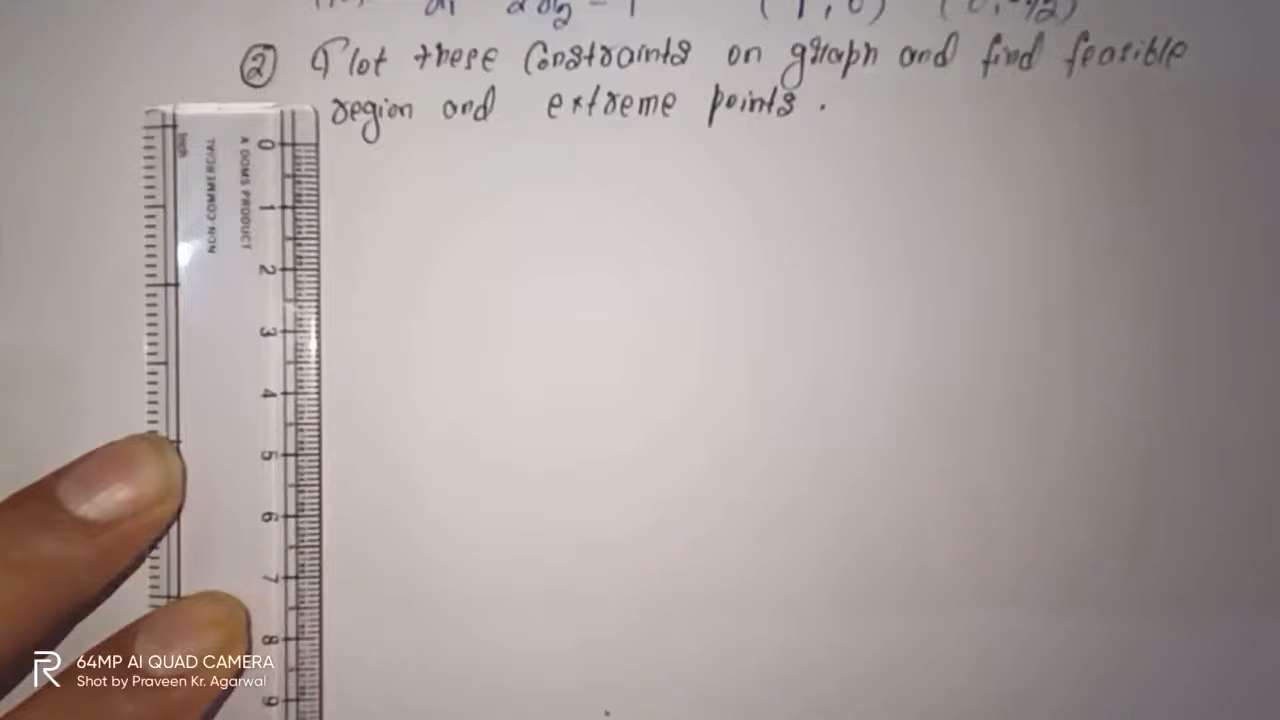 ② Plot these Constraints on graph and find feasible
region and extreme points.
Inch
NON-COMMERCIAL
A DOMS PRODUCT
0 1 2 3 4 5 6 7 8 9
64MP AI QUAD CAMERA
Shot by Praveen Kr. Agarwal